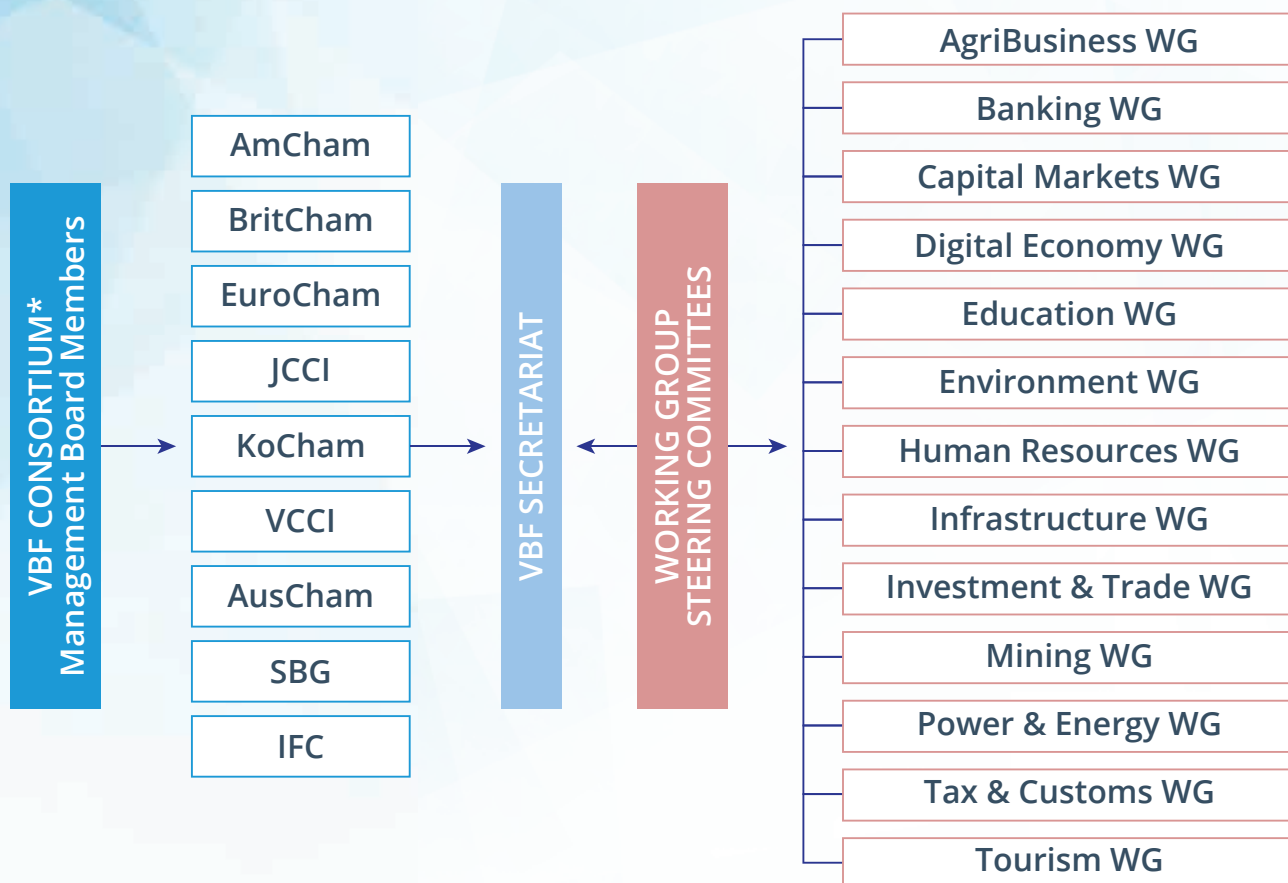 VBF CONSORTIUM*
Management Board Members
AmCham
BritCham
EuroCham
JCCI
KoCham
VCCI
AusCham
SBG
IFC
VBF SECRETARIAT
WORKING GROUP
STEERING COMMITTEES
AgriBusiness WG
Banking WG
Capital Markets WG
Digital Economy WG
Education WG
Environment WG
Human Resources WG
Infrastructure WG
Investment & Trade WG
Mining WG
Power & Energy WG
Tax & Customs WG
Tourism WG